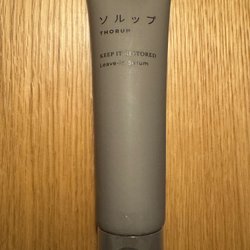 ソルップ
THORUP
KEEP IT RESTORED
Leave-in Serum